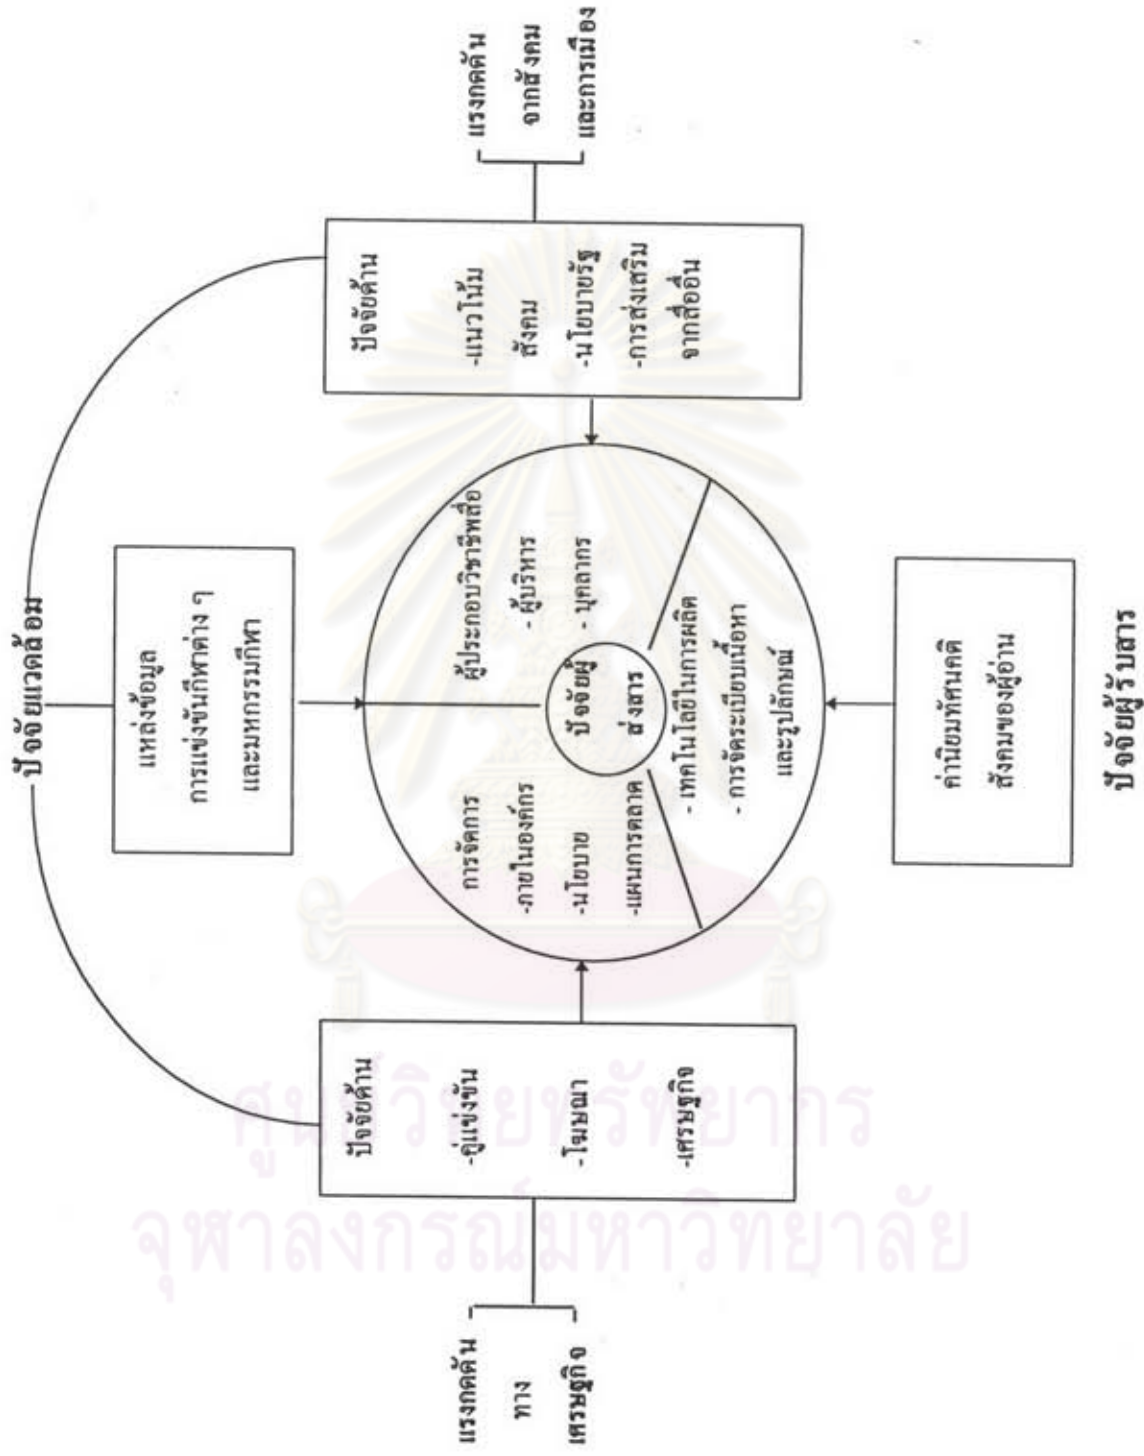 ปัจจัยแวดล้อม
แรงกดดัน
ทาง
เศรษฐกิจ
ปัจจัยด้าน
-คู่แข่งขัน
-โฆษณา
-เศรษฐกิจ
แหล่งข้อมูล
การแข่งขันกีฬาต่าง ๆ
และมหกรรมกีฬา
การจัดการ
-ภายในองค์กร
-นโยบาย
-แผนการตลาด
ผู้ประกอบวิชาชีพสื่อ
- ผู้บริหาร
- บุคลากร
ปัจจัยผู้
ส่งสาร
- เทคโนโลยีในการผลิต
- การจัดระเบียบเนื้อหา
และรูปลักษณ์
ปัจจัยด้าน
-แนวโน้ม
สังคม
-นโยบายรัฐ
-การส่งเสริม
จากสื่ออื่น
แรงกดดัน
จากสังคม
และการเมือง
ค่านิยมทัศนคติ
สังคมของผู้อ่าน
ปัจจัยผู้รับสาร
ศูนย์วิทยทรัพยากร
จุฬาลงกรณ์มหาวิทยาลัย